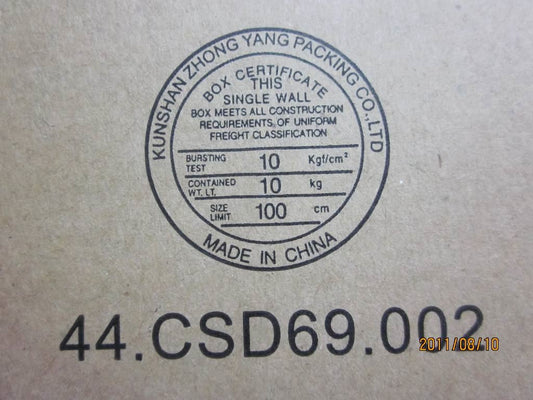 KUNSHAN ZHONG YANG PACKING CO.,LTD
BOX CERTIFICATE
THIS
SINGLE WALL
BOX MEETS ALL CONSTRUCTION
REQUIREMENTS, OF UNIFORM
FREIGHT CLASSIFICATION
BURSTING TEST 10 Kgf/cm²
CONTAINED WT. LT. 10 kg
SIZE LIMIT 100 cm
MADE IN CHINA
44.CSD69.002
2011/08/10